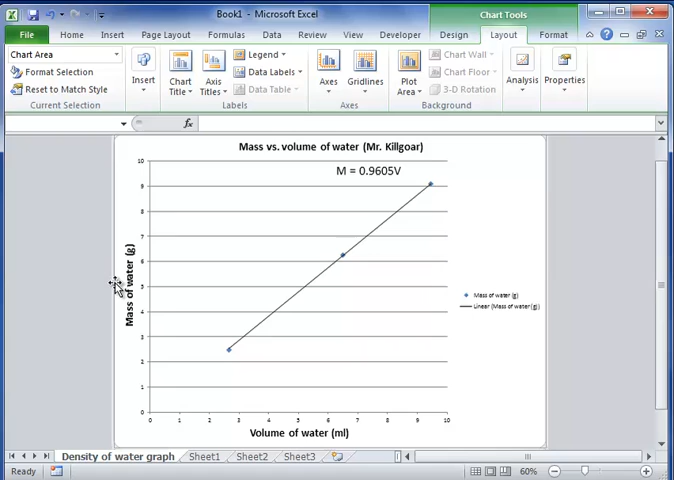 Book1 - Microsoft Excel
Chart Tools
File Home Insert Page Layout Formulas Data Review View Developer Design Layout Format
Chart Area
Format Selection
Reset to Match Style
Current Selection
Insert
Chart Title
Axis Titles
Legend
Data Labels
Data Table
Labels
Axes
Gridlines
Axes
Plot Area
Chart Wall
Chart Floor
3-D Rotation
Background
Analysis
Properties
fx
Mass vs. volume of water (Mr. Killgoar)
M = 0.9605V
10
9
8
7
6
5
4
3
2
1
0
Mass of water (g)
0 1 2 3 4 5 6 7 8 9 10
Volume of water (ml)
Mass of water (g)
Linear (Mass of water (g))
Density of water graph Sheet1 Sheet2 Sheet3
Ready
60%